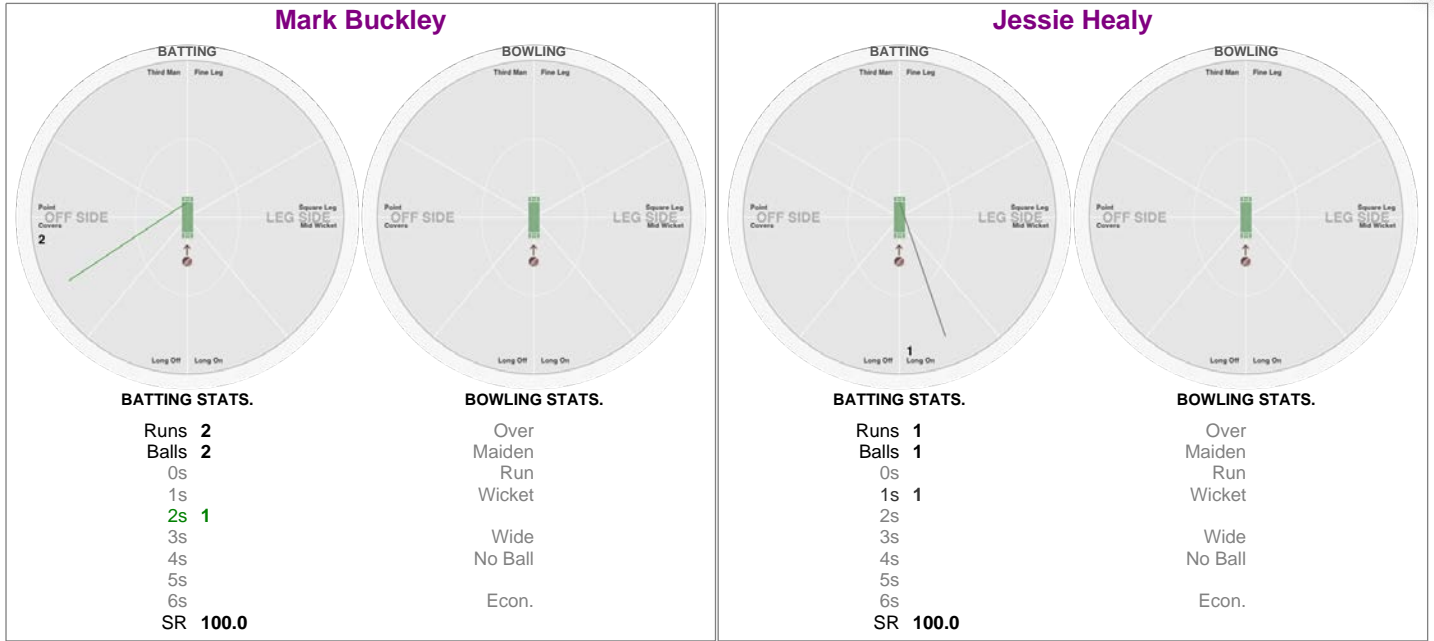 Mark Buckley
BATTING
Third Man Fine Leg
Point
OFF SIDE
Covers
2
Square Leg
LEG SIDE
Mid Wicket
Long Off Long On
BOWLING
Third Man Fine Leg
Point
OFF SIDE
Covers
Square Leg
LEG SIDE
Mid Wicket
Long Off Long On
BATTING STATS.
Runs 2
Balls 2
0s
1s
2s 1
3s
4s
5s
6s
SR 100.0
BOWLING STATS.
Over
Maiden
Run
Wicket
Wide
No Ball
Econ.
Jessie Healy
BATTING
Third Man Fine Leg
Point
OFF SIDE
Covers
Square Leg
LEG SIDE
Mid Wicket
1
Long Off Long On
BOWLING
Third Man Fine Leg
Point
OFF SIDE
Covers
Square Leg
LEG SIDE
Mid Wicket
Long Off Long On
BATTING STATS.
Runs 1
Balls 1
0s
1s 1
2s
3s
4s
5s
6s
SR 100.0
BOWLING STATS.
Over
Maiden
Run
Wicket
Wide
No Ball
Econ.